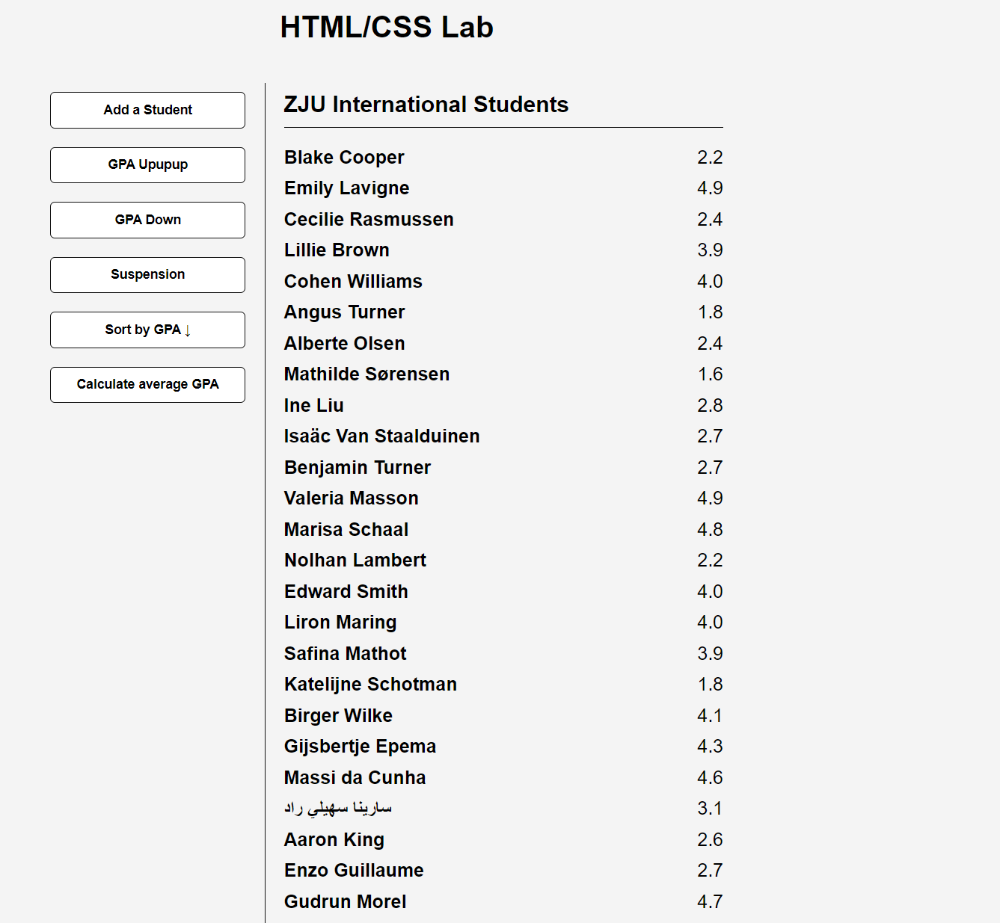 HTML/CSS Lab
Add a Student
GPA Upupup
GPA Down
Suspension
Sort by GPA ↓
Calculate average GPA
ZJU International Students
Blake Cooper 2.2
Emily Lavigne 4.9
Cecilie Rasmussen 2.4
Lillie Brown 3.9
Cohen Williams 4.0
Angus Turner 1.8
Alberte Olsen 2.4
Mathilde Sørensen 1.6
Ine Liu 2.8
Isaäc Van Staalduinen 2.7
Benjamin Turner 2.7
Valeria Masson 4.9
Marisa Schaal 4.8
Nolhan Lambert 2.2
Edward Smith 4.0
Liron Maring 4.0
Safina Mathot 3.9
Katelijne Schotman 1.8
Birger Wilke 4.1
Gijsbertje Epema 4.3
Massi da Cunha 4.6
سارينا سهيلي راد 3.1
Aaron King 2.6
Enzo Guillaume 2.7
Gudrun Morel 4.7